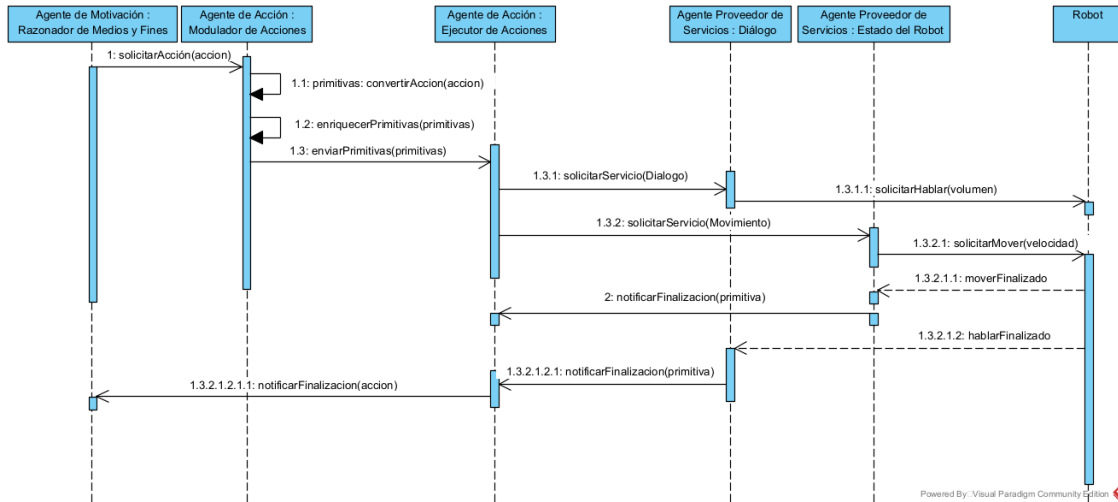 Agente de Motivación :
Razonador de Medios y Fines
Agente de Acción :
Modulador de Acciones
Agente de Acción :
Ejecutor de Acciones
Agente Proveedor de
Servicios : Diálogo
Agente Proveedor de
Servicios : Estado del Robot
Robot
1: solicitarAcción(accion)
1.1: primitivas: convertirAccion(accion)
1.2: enriquecerPrimitivas(primitivas)
1.3: enviarPrimitivas(primitivas)
1.3.1: solicitarServicio(Dialogo)
1.3.1.1: solicitarHablar(volumen)
1.3.2: solicitarServicio(Movimiento)
1.3.2.1: solicitarMover(velocidad)
1.3.2.1.1: moverFinalizado
2: notificarFinalizacion(primitiva)
1.3.2.1.2: hablarFinalizado
1.3.2.1.2.1: notificarFinalizacion(primitiva)
1.3.2.1.2.1.1: notificarFinalizacion(accion)
Powered By: Visual Paradigm Community Edition